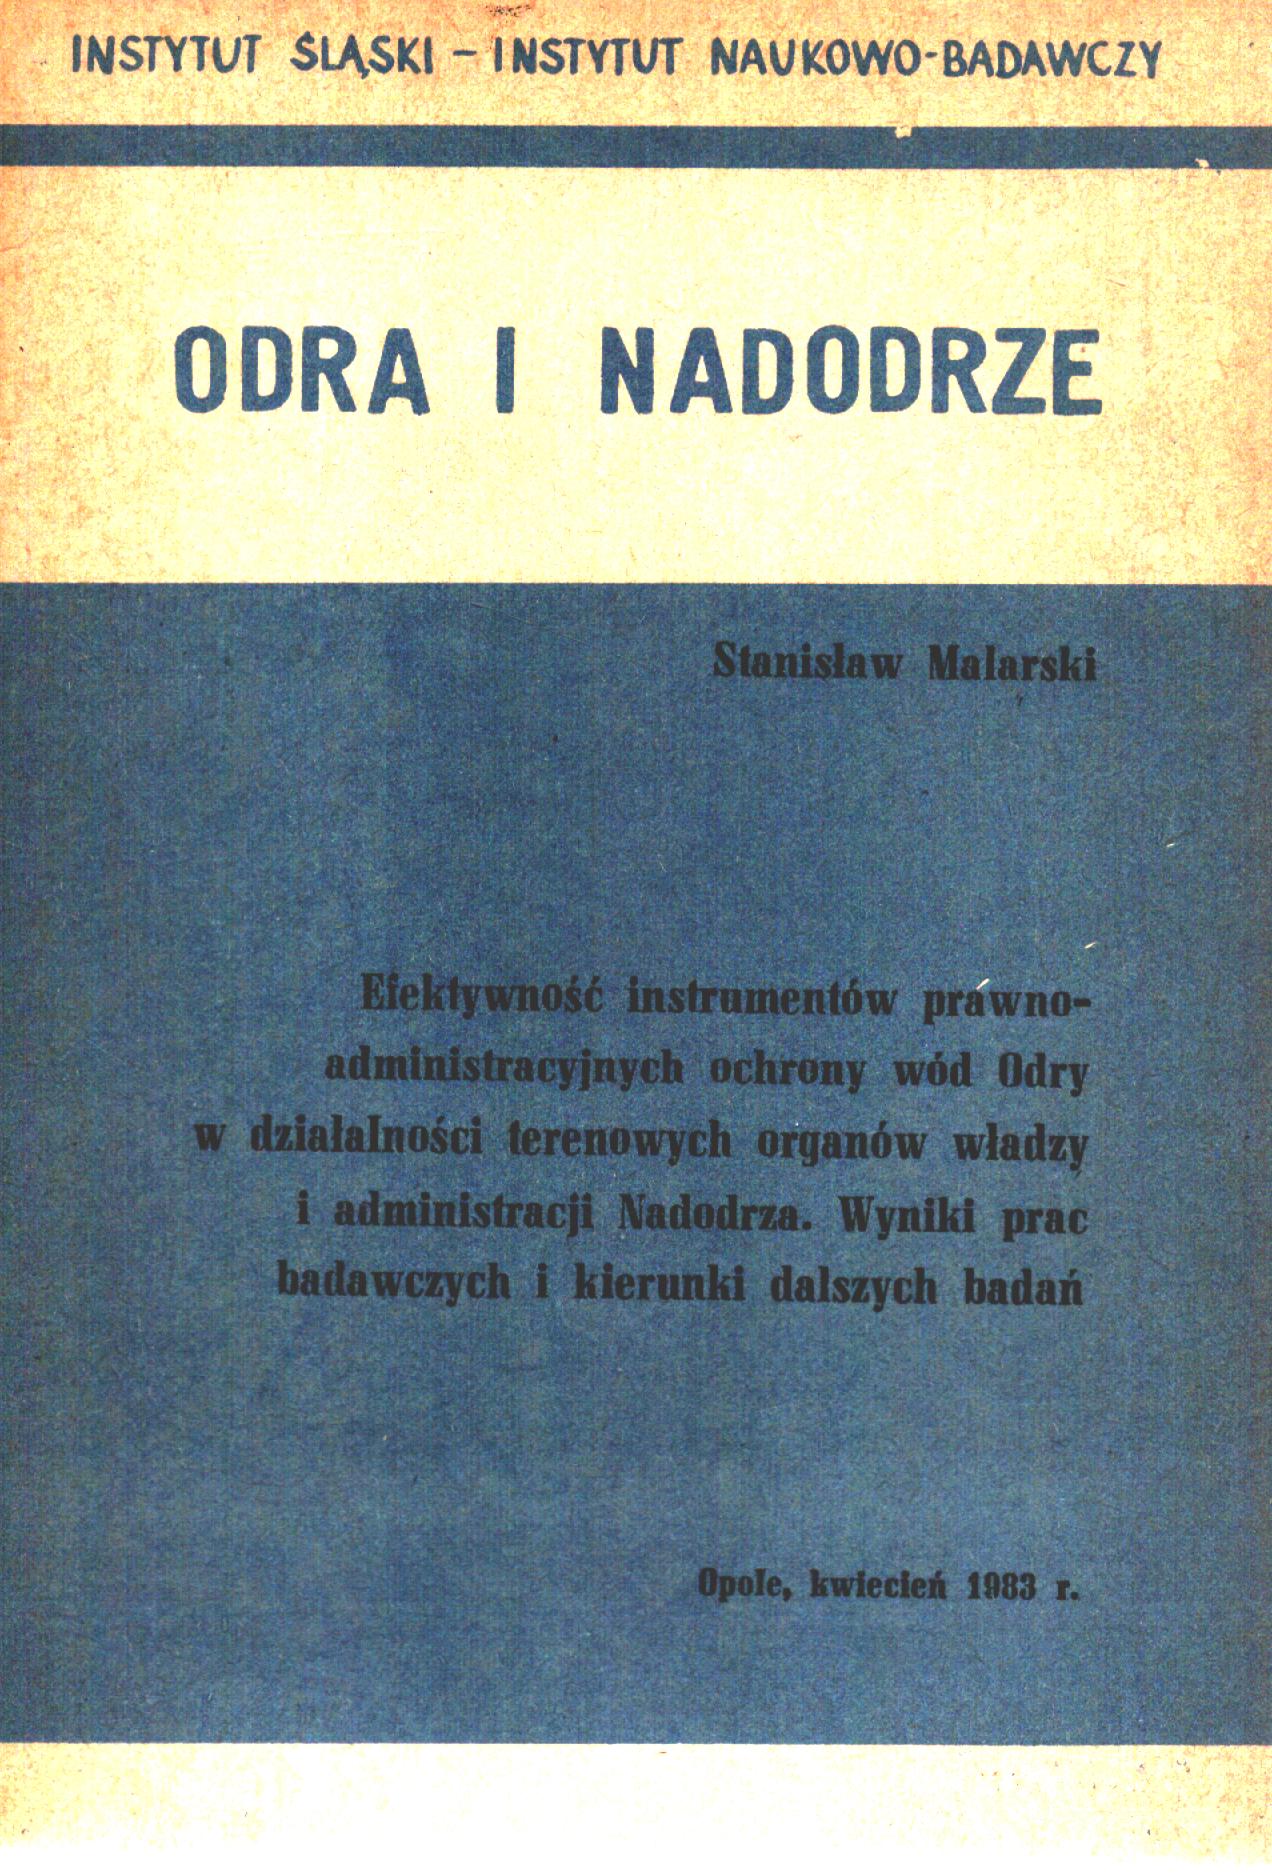 INSTYTUT ŚLĄSKI – INSTYTUT NAUKOWO-BADAWCZY
ODRA I NADODRZE
Stanisław Malarski
Efektywność instrumentów prawno-
administracyjnych ochrony wód Odry
w działalności terenowych organów władzy
i administracji Nadodrza. Wyniki prac
badawczych i kierunki dalszych badań
Opole, kwiecień 1983 r.